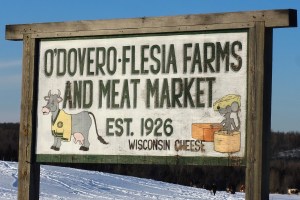 O'DOVERO-FLESIA FARMS
AND MEAT MARKET
EST. 1926
WISCONSIN CHEESE